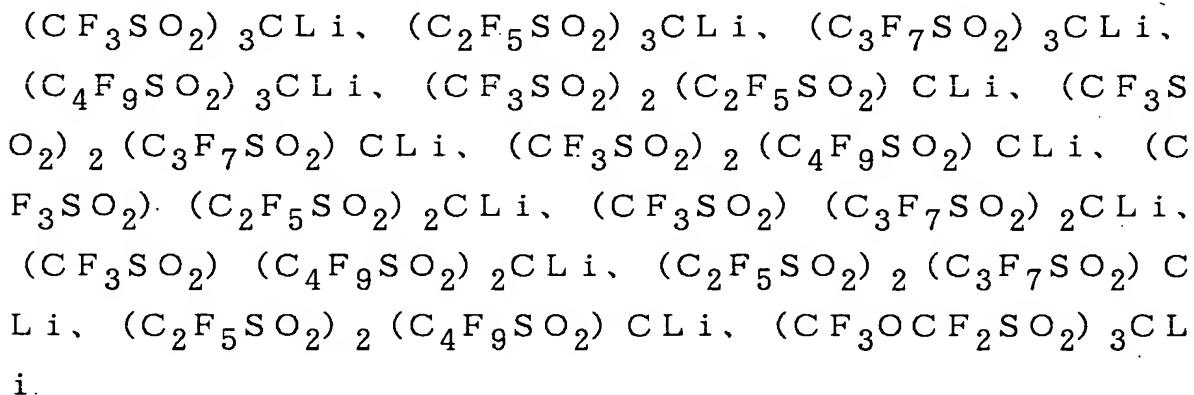 (CF₃SO₂)₃CLi、(C₂F₅SO₂)₃CLi、(C₃F₇SO₂)₃CLi、
(C₄F₉SO₂)₃CLi、(CF₃SO₂)₂(C₂F₅SO₂)CLi、(CF₃S
O₂)₂(C₃F₇SO₂)CLi、(CF₃SO₂)₂(C₄F₉SO₂)CLi、(C
F₃SO₂)(C₂F₅SO₂)₂CLi、(CF₃SO₂)(C₃F₇SO₂)₂CLi、
(CF₃SO₂)(C₄F₉SO₂)₂CLi、(C₂F₅SO₂)₂(C₃F₇SO₂)C
Li、(C₂F₅SO₂)₂(C₄F₉SO₂)CLi、(CF₃OCF₂SO₂)₃CL
i.